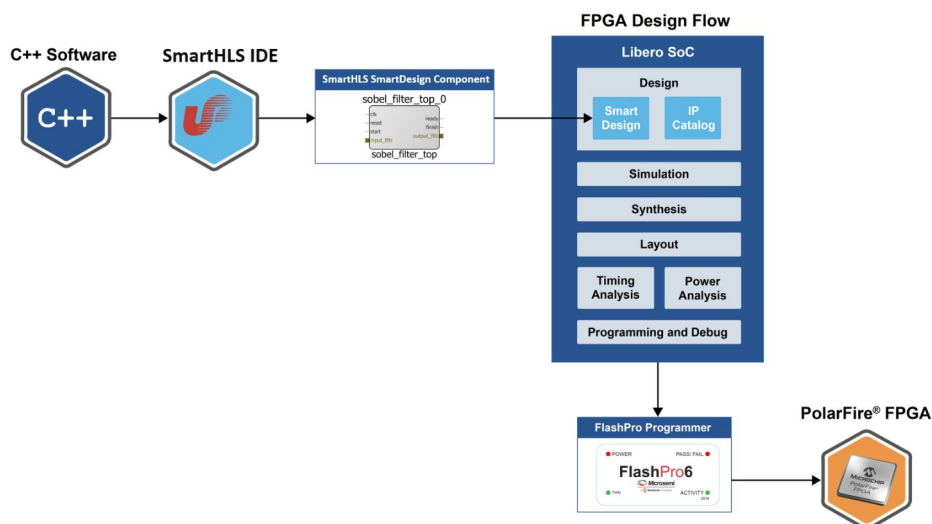 FPGA Design Flow
C++ Software
SmartHLS IDE
Libero SoC
C++
SmartHLS SmartDesign Component
sobel_filter_top_0
clk
reset
start
input_fifo
ready
finish
output_fifo
sobel_filter_top
Design
Smart
Design
IP
Catalog
Simulation
Synthesis
Layout
Timing
Analysis
Power
Analysis
Programming and Debug
FlashPro Programmer
POWER
PASS/ FAIL
FlashPro6
Microsemi
ACTIVITY
PolarFire® FPGA
MICROCHIP
PolarFire®
FPGA